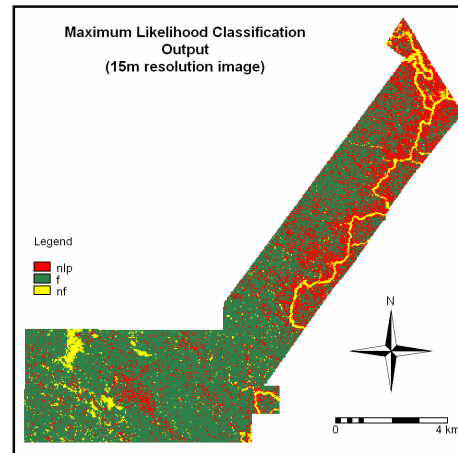 Maximum Likelihood Classification
Output
(15m resolution image)
Legend
nlp
f
nf
N
0 4 km